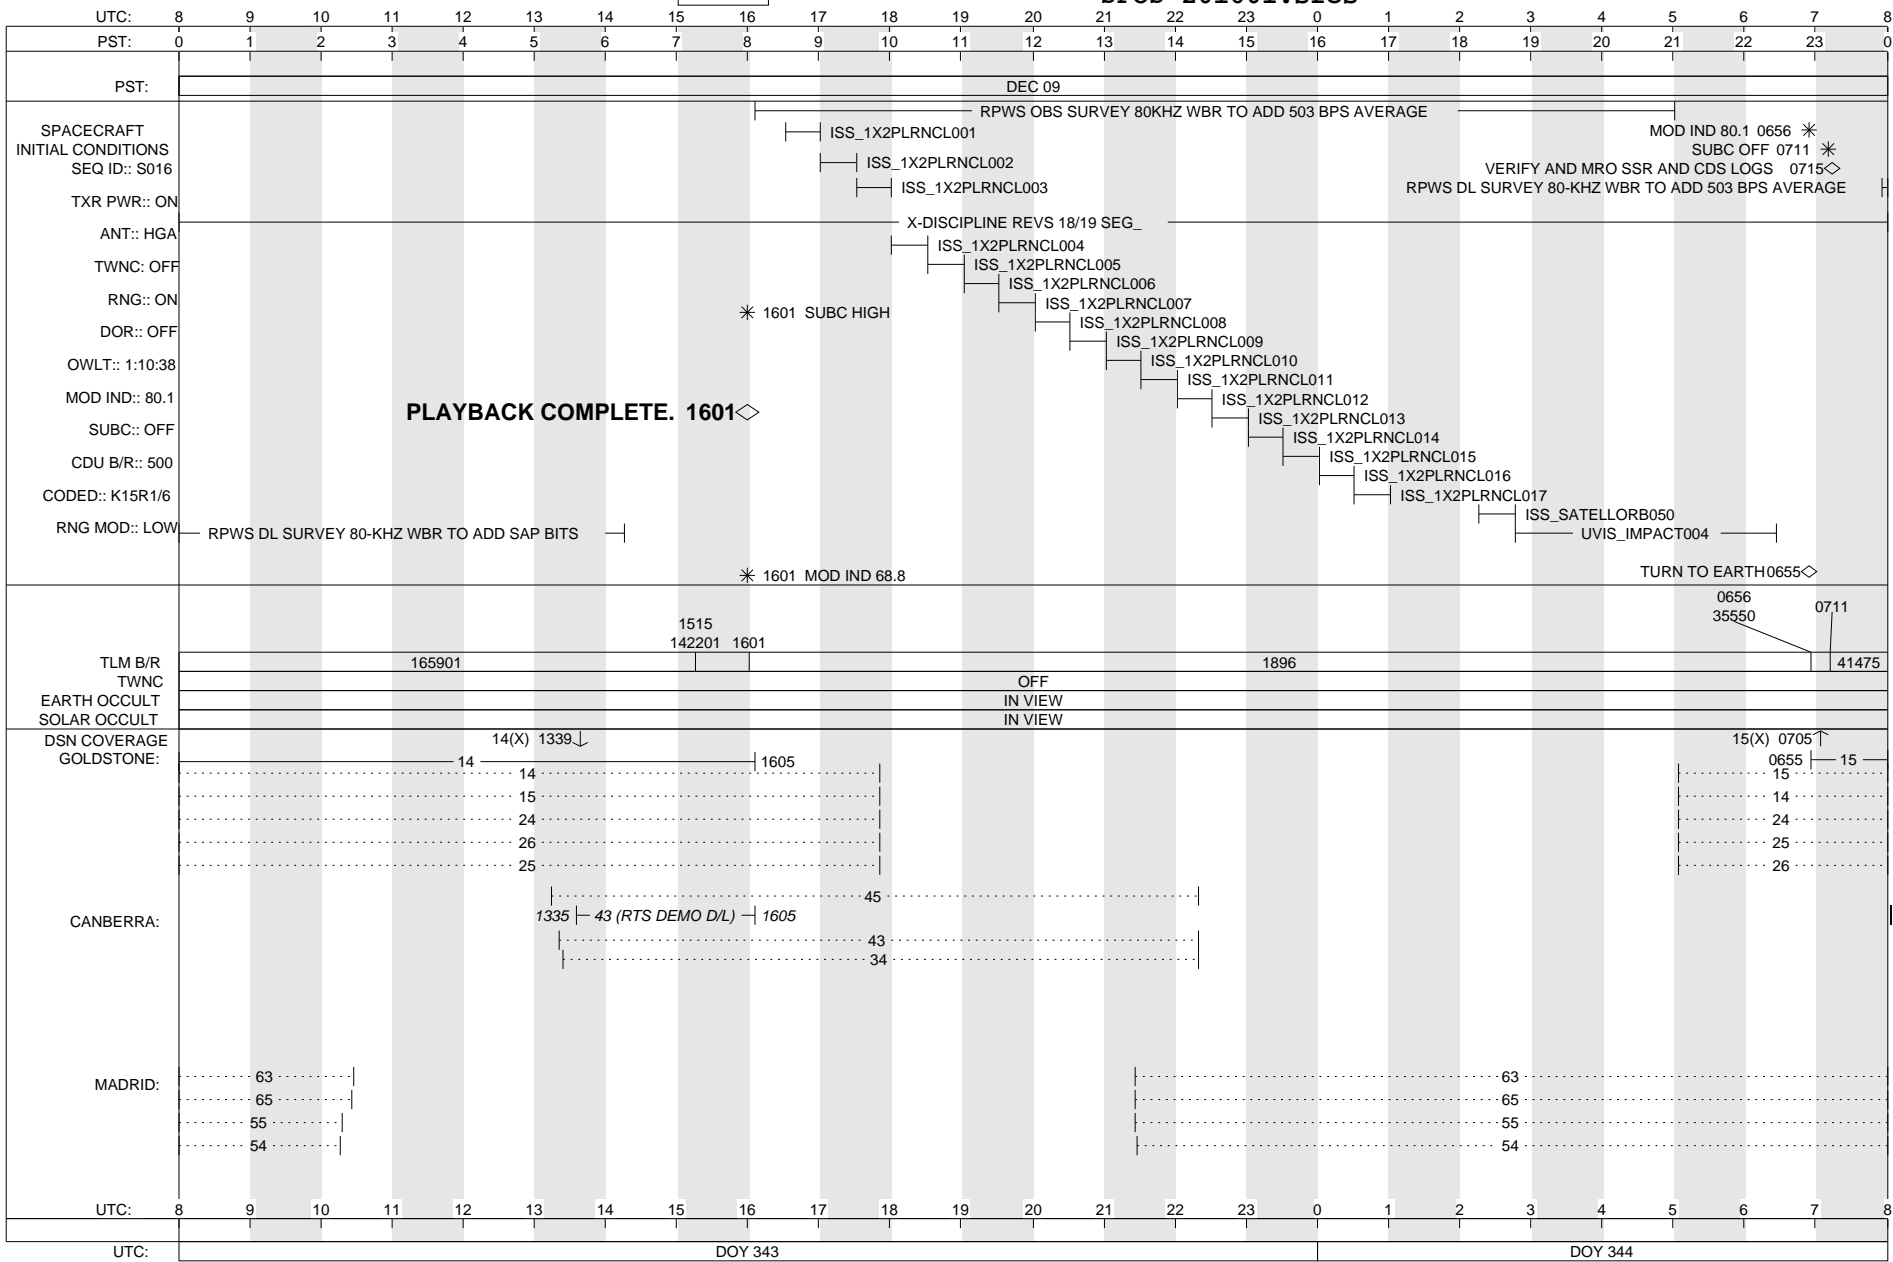 UTC: 8 9 10 11 12 13 14 15 16 17 18 19 20 21 22 23 0 1 2 3 4 5 6 7 8
PST: 0 1 2 3 4 5 6 7 8 9 10 11 12 13 14 15 16 17 18 19 20 21 22 23 0
PST: DEC 09
RPWS OBS SURVEY 80KHZ WBR TO ADD 503 BPS AVERAGE
SPACECRAFT
INITIAL CONDITIONS
SEQ ID:: S016
TXR PWR:: ON
ANT:: HGA
TWNC: OFF
RNG:: ON
DOR:: OFF
OWLT:: 1:10:38
MOD IND:: 80.1
SUBC:: OFF
CDU B/R:: 500
CODED:: K15R1/6
RNG MOD:: LOW
ISS_1X2PLRNCL001
ISS_1X2PLRNCL002
ISS_1X2PLRNCL003
MOD IND 80.1 0656
SUBC OFF 0711
VERIFY AND MRO SSR AND CDS LOGS 0715
RPWS DL SURVEY 80-KHZ WBR TO ADD 503 BPS AVERAGE
X-DISCIPLINE REVS 18/19 SEG_
ISS_1X2PLRNCL004
ISS_1X2PLRNCL005
ISS_1X2PLRNCL006
ISS_1X2PLRNCL007
1601 SUBC HIGH
ISS_1X2PLRNCL008
ISS_1X2PLRNCL009
ISS_1X2PLRNCL010
ISS_1X2PLRNCL011
ISS_1X2PLRNCL012
PLAYBACK COMPLETE. 1601
ISS_1X2PLRNCL013
ISS_1X2PLRNCL014
ISS_1X2PLRNCL015
ISS_1X2PLRNCL016
ISS_1X2PLRNCL017
ISS_SATELLORB050
RPWS DL SURVEY 80-KHZ WBR TO ADD SAP BITS
UVIS_IMPACT004
1601 MOD IND 68.8
TURN TO EARTH 0655
0656
35550
0711
1515
142201 1601
TLM B/R 165901 1896 41475
TWNC OFF
EARTH OCCULT IN VIEW
SOLAR OCCULT IN VIEW
DSN COVERAGE
14(X) 1339
15(X) 0705
GOLDSTONE:
14 1605
0655 15
14 15
15 14
24 24
26 25
25 26
CANBERRA:
45
1335 43 (RTS DEMO D/L) 1605
43
34
MADRID:
63 63
65 65
55 55
54 54
UTC: 8 9 10 11 12 13 14 15 16 17 18 19 20 21 22 23 0 1 2 3 4 5 6 7 8
UTC: DOY 343 DOY 344